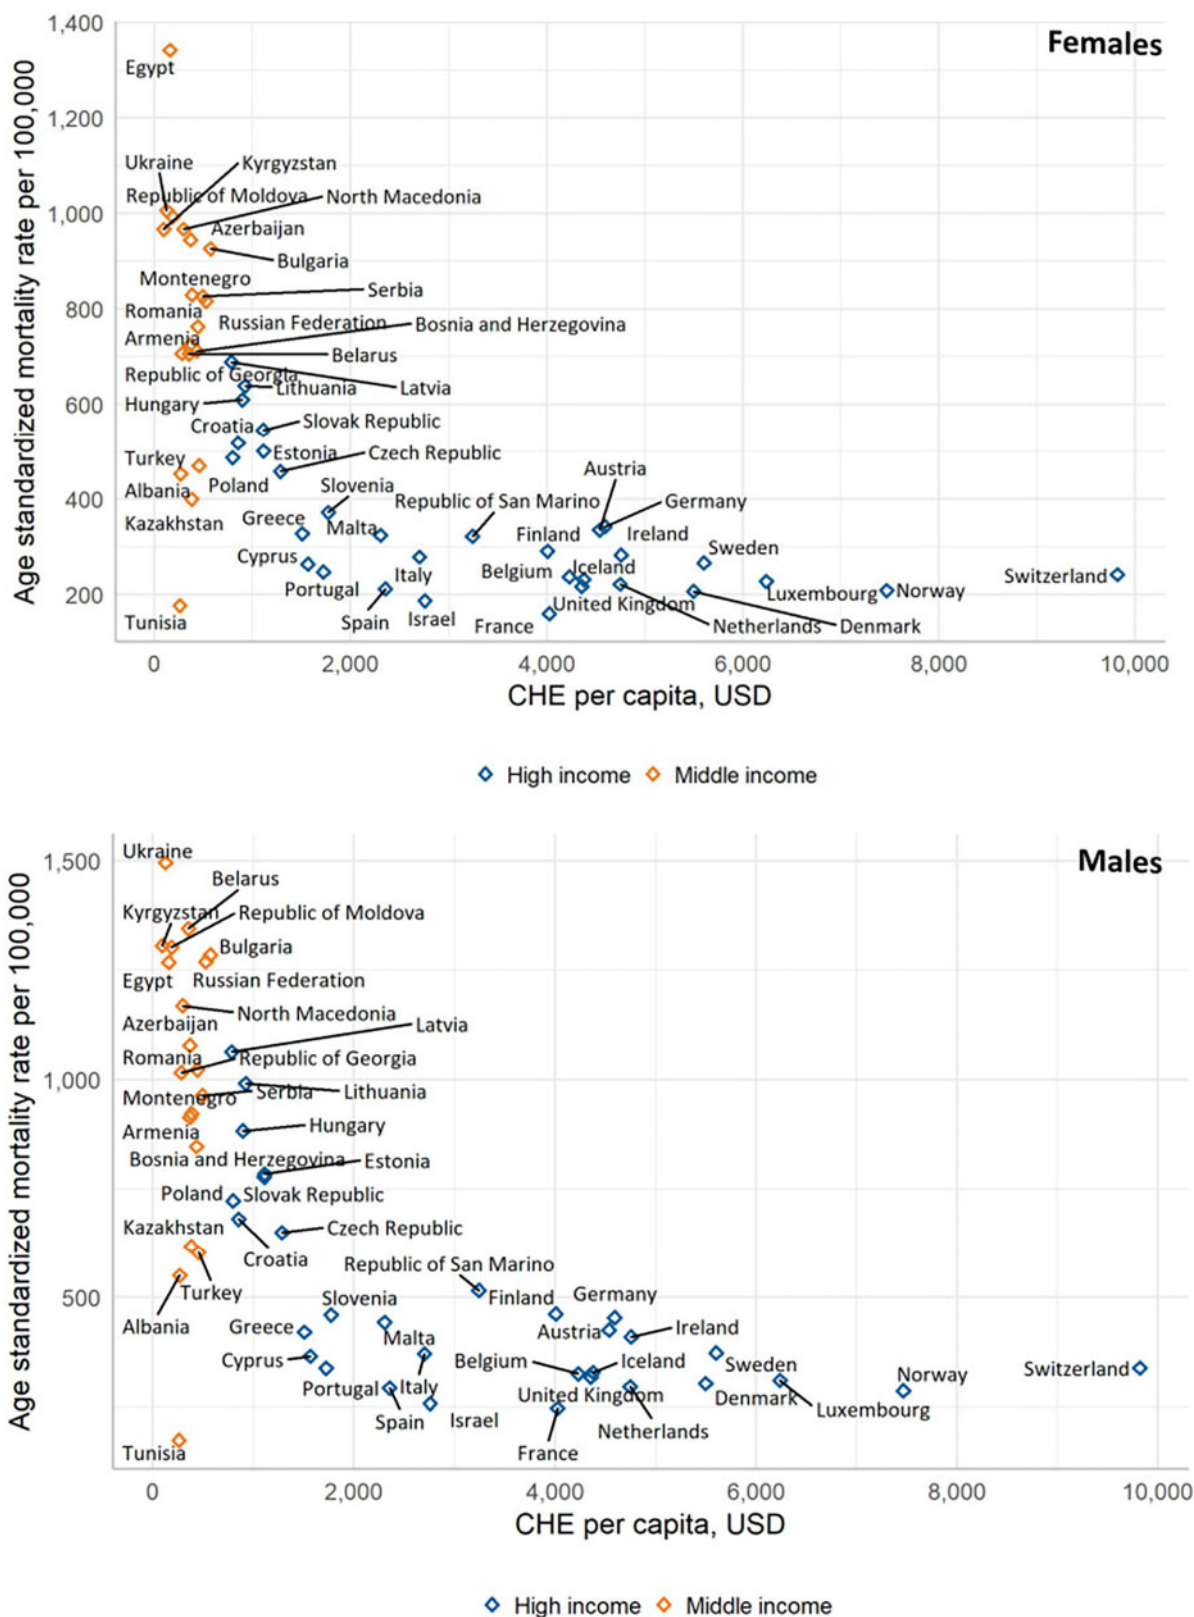 Females
Age standardized mortality rate per 100,000
1,400
1,200
1,000
800
600
400
200
Egypt
Ukraine
Kyrgyzstan
Republic of Moldova
North Macedonia
Azerbaijan
Bulgaria
Montenegro
Serbia
Romania
Russian Federation
Bosnia and Herzegovina
Armenia
Belarus
Republic of Georgia
Lithuania
Latvia
Hungary
Croatia
Slovak Republic
Turkey
Estonia
Czech Republic
Austria
Albania
Poland
Slovenia
Republic of San Marino
Germany
Kazakhstan
Greece
Malta
Finland
Ireland
Cyprus
Italy
Belgium
Iceland
Sweden
Switzerland
Portugal
United Kingdom
Luxembourg
Norway
Tunisia
Spain
Israel
France
Netherlands
Denmark
0 2,000 4,000 6,000 8,000 10,000
CHE per capita, USD
High income Middle income
Males
Age standardized mortality rate per 100,000
1,500
1,000
500
Ukraine
Belarus
Kyrgyzstan
Republic of Moldova
Bulgaria
Egypt
Russian Federation
North Macedonia
Azerbaijan
Latvia
Romania
Republic of Georgia
Montenegro
Serbia
Lithuania
Armenia
Hungary
Bosnia and Herzegovina
Estonia
Poland
Slovak Republic
Kazakhstan
Czech Republic
Croatia
Republic of San Marino
Turkey
Slovenia
Finland
Germany
Albania
Greece
Malta
Austria
Ireland
Cyprus
Belgium
Iceland
Sweden
Switzerland
Portugal
Italy
United Kingdom
Denmark
Norway
Spain
Israel
Netherlands
Luxembourg
Tunisia
France
0 2,000 4,000 6,000 8,000 10,000
CHE per capita, USD
High income Middle income